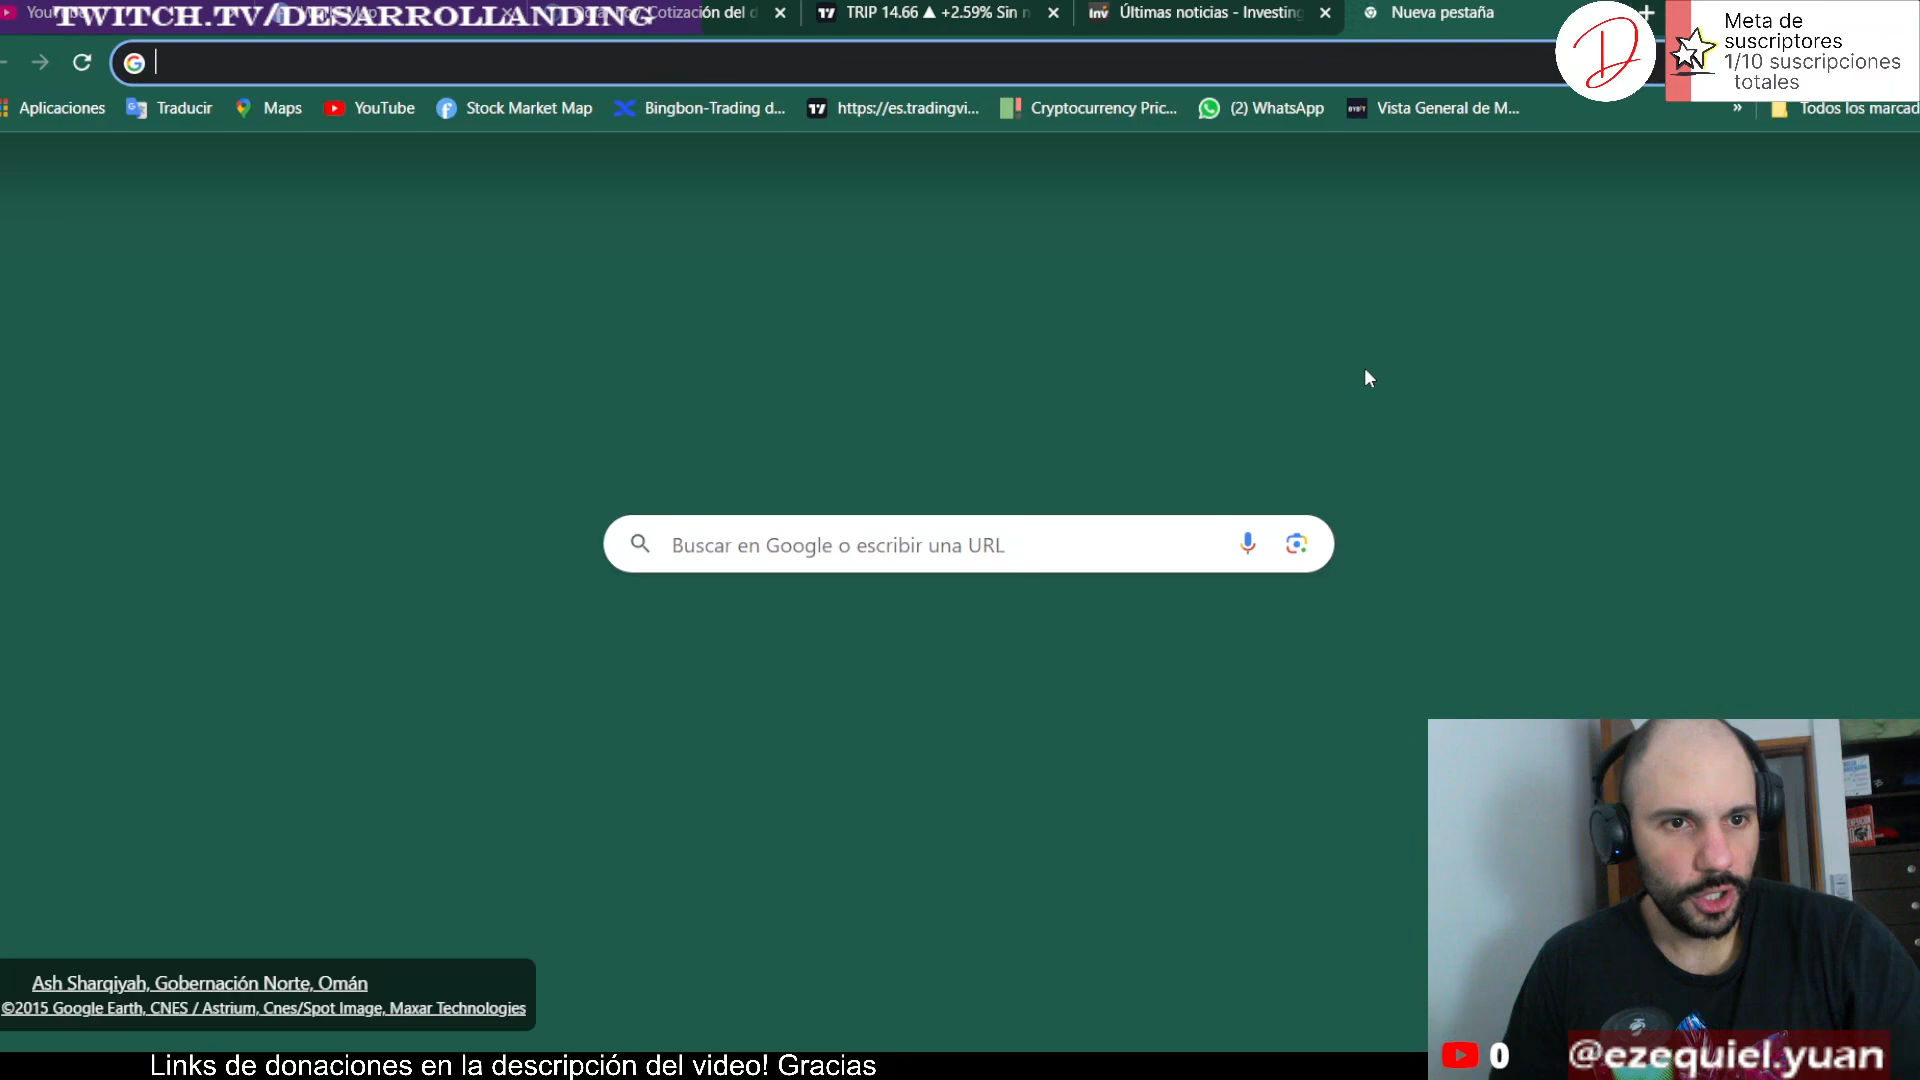 TWITCH.TV/DESARROLLANDING
Cotización del d
TRIP 14.66 ▲ +2.59% Sin n
Últimas noticias - Investing
Nueva pestaña
Meta de
suscriptores
1/10 suscripciones
totales
Aplicaciones
Traducir
Maps
YouTube
Stock Market Map
Bingbon-Trading d...
https://es.tradingvi...
Cryptocurrency Pric...
(2) WhatsApp
Vista General de M...
»
Todos los marcad
Buscar en Google o escribir una URL
Ash Sharqiyah, Gobernación Norte, Omán
©2015 Google Earth, CNES / Astrium, Cnes/Spot Image, Maxar Technologies
Links de donaciones en la descripción del video! Gracias
0
@ezequiel.yuan